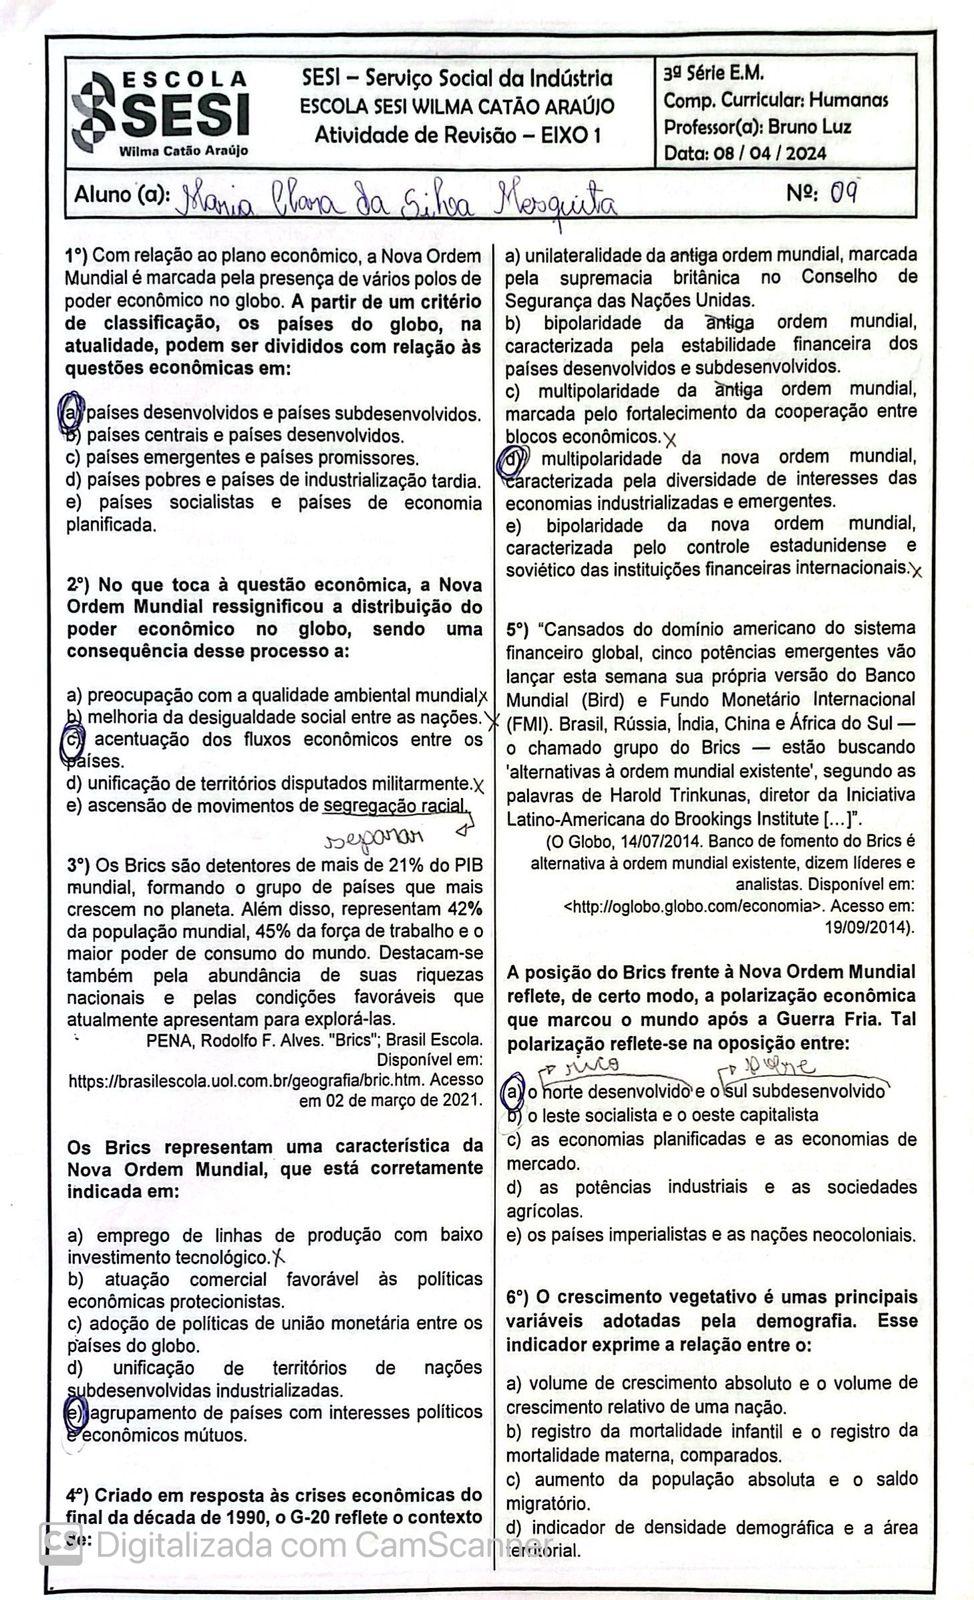 ESCOLA
SESI
Wilma Catão Araújo
SESI – Serviço Social da Indústria
ESCOLA SESI WILMA CATÃO ARAÚJO
Atividade de Revisão – EIXO 1
3ª Série E.M.
Comp. Curricular: Humanas
Professor(a): Bruno Luz
Data: 08 / 04 / 2024
Aluno (a): Maria Clara da Silva Mesquita Nº: 09
1°) Com relação ao plano econômico, a Nova Ordem
Mundial é marcada pela presença de vários polos de
poder econômico no globo. A partir de um critério
de classificação, os países do globo, na
atualidade, podem ser divididos com relação às
questões econômicas em:
a) países desenvolvidos e países subdesenvolvidos.
b) países centrais e países desenvolvidos.
c) países emergentes e países promissores.
d) países pobres e países de industrialização tardia.
e) países socialistas e países de economia
planificada.
2°) No que toca à questão econômica, a Nova
Ordem Mundial ressignificou a distribuição do
poder econômico no globo, sendo uma
consequência desse processo a:
a) preocupação com a qualidade ambiental mundial x
b) melhoria da desigualdade social entre as nações. x
c) acentuação dos fluxos econômicos entre os
países.
d) unificação de territórios disputados militarmente. x
e) ascensão de movimentos de segregação racial.
separar
3°) Os Brics são detentores de mais de 21% do PIB
mundial, formando o grupo de países que mais
crescem no planeta. Além disso, representam 42%
da população mundial, 45% da força de trabalho e o
maior poder de consumo do mundo. Destacam-se
também pela abundância de suas riquezas
nacionais e pelas condições favoráveis que
atualmente apresentam para explorá-las.
PENA, Rodolfo F. Alves. "Brics"; Brasil Escola.
Disponível em:
https://brasilescola.uol.com.br/geografia/bric.htm. Acesso
em 02 de março de 2021.
Os Brics representam uma característica da
Nova Ordem Mundial, que está corretamente
indicada em:
a) emprego de linhas de produção com baixo
investimento tecnológico. x
b) atuação comercial favorável às políticas
econômicas protecionistas.
c) adoção de políticas de união monetária entre os
países do globo.
d) unificação de territórios de nações
subdesenvolvidas industrializadas.
e) agrupamento de países com interesses políticos
e econômicos mútuos.
4°) Criado em resposta às crises econômicas do
final da década de 1990, o G-20 reflete o contexto
se:
a) unilateralidade da antiga ordem mundial, marcada
pela supremacia britânica no Conselho de
Segurança das Nações Unidas.
b) bipolaridade da antiga ordem mundial,
caracterizada pela estabilidade financeira dos
países desenvolvidos e subdesenvolvidos.
c) multipolaridade da antiga ordem mundial,
marcada pelo fortalecimento da cooperação entre
blocos econômicos. x
d) multipolaridade da nova ordem mundial,
caracterizada pela diversidade de interesses das
economias industrializadas e emergentes.
e) bipolaridade da nova ordem mundial,
caracterizada pelo controle estadunidense e
soviético das instituições financeiras internacionais. x
5°) “Cansados do domínio americano do sistema
financeiro global, cinco potências emergentes vão
lançar esta semana sua própria versão do Banco
Mundial (Bird) e Fundo Monetário Internacional
(FMI). Brasil, Rússia, Índia, China e África do Sul —
o chamado grupo do Brics — estão buscando
'alternativas à ordem mundial existente', segundo as
palavras de Harold Trinkunas, diretor da Iniciativa
Latino-Americana do Brookings Institute [...]”.
(O Globo, 14/07/2014. Banco de fomento do Brics é
alternativa à ordem mundial existente, dizem líderes e
analistas. Disponível em:
<http://oglobo.globo.com/economia>. Acesso em:
19/09/2014).
A posição do Brics frente à Nova Ordem Mundial
reflete, de certo modo, a polarização econômica
que marcou o mundo após a Guerra Fria. Tal
polarização reflete-se na oposição entre:
rico pobre
a) o norte desenvolvido e o sul subdesenvolvido
b) o leste socialista e o oeste capitalista
c) as economias planificadas e as economias de
mercado.
d) as potências industriais e as sociedades
agrícolas.
e) os países imperialistas e as nações neocoloniais.
6°) O crescimento vegetativo é umas principais
variáveis adotadas pela demografia. Esse
indicador exprime a relação entre o:
a) volume de crescimento absoluto e o volume de
crescimento relativo de uma nação.
b) registro da mortalidade infantil e o registro da
mortalidade materna, comparados.
c) aumento da população absoluta e o saldo
migratório.
d) indicador de densidade demográfica e a área
territorial.
CS Digitalizada com CamScanner